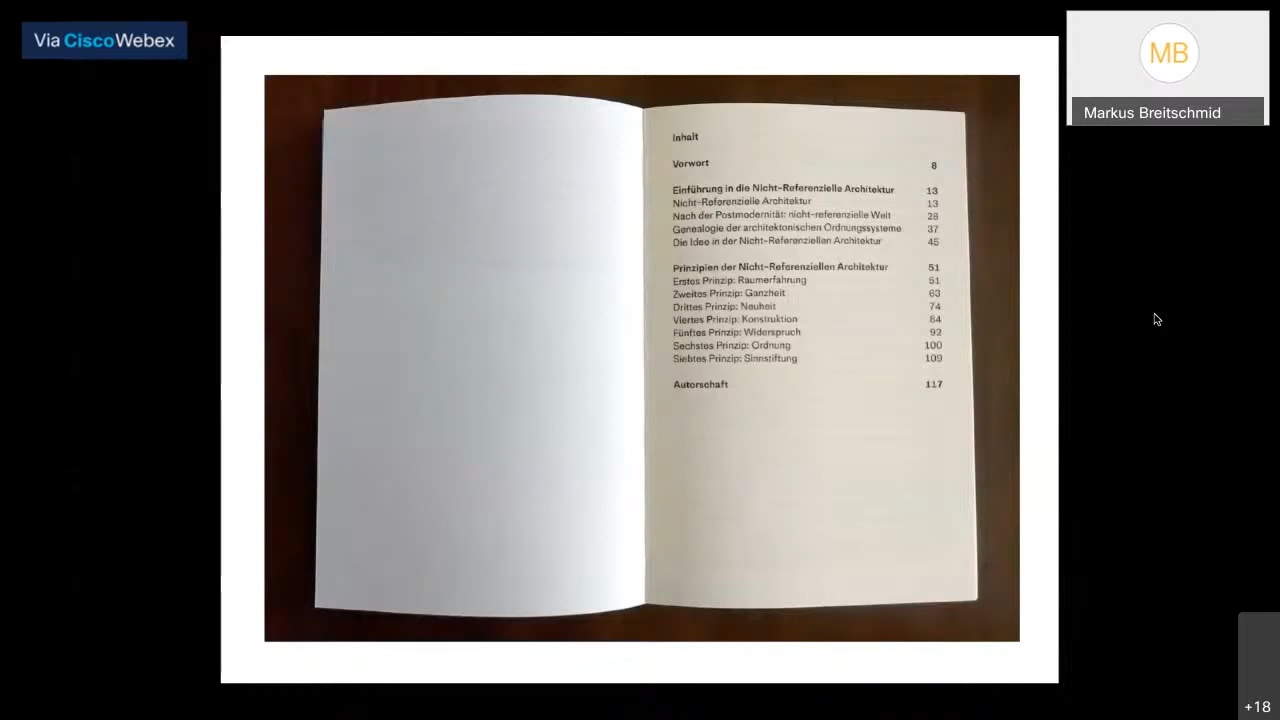 Via Cisco Webex
MB
Markus Breitschmid
Inhalt
Vorwort 8
Einführung in die Nicht-Referenzielle Architektur 13
Nicht-Referenzielle Architektur 13
Nach der Postmodernität: nicht-referenzielle Welt 28
Genealogie der architektonischen Ordnungssysteme 37
Die Idee in der Nicht-Referenziellen Architektur 45
Prinzipien der Nicht-Referenziellen Architektur 51
Erstes Prinzip: Raumerfahrung 51
Zweites Prinzip: Ganzheit 63
Drittes Prinzip: Neuheit 74
Viertes Prinzip: Konstruktion 84
Fünftes Prinzip: Widerspruch 92
Sechstes Prinzip: Ordnung 100
Siebtes Prinzip: Sinnstiftung 109
Autorschaft 117
+18